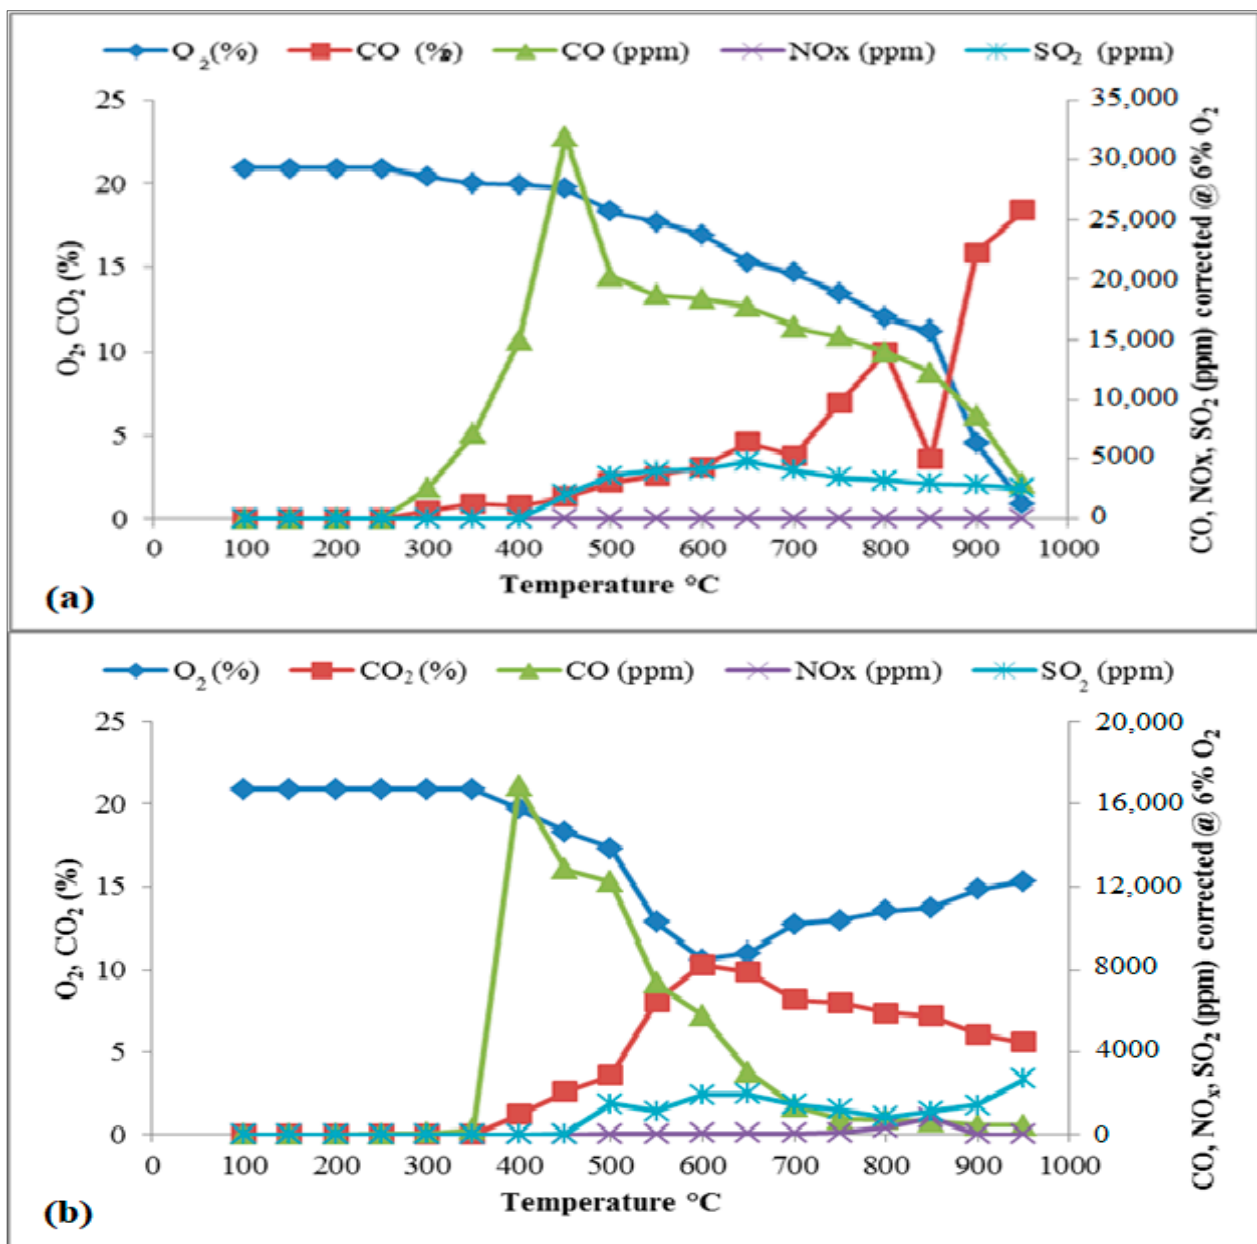 O2(%) CO (%) CO (ppm) NOx (ppm) SO2 (ppm)
25 35,000
30,000
20
25,000
15 20,000
15,000
10
10,000
5
5000
0 0
0 100 200 300 400 500 600 700 800 900 1000
Temperature °C
O2, CO2 (%)
CO, NOx, SO2 (ppm) corrected @ 6% O2
(a)
O2 (%) CO2 (%) CO (ppm) NOx (ppm) SO2 (ppm)
25 20,000
20 16,000
15 12,000
10 8000
5 4000
0 0
0 100 200 300 400 500 600 700 800 900 1000
Temperature °C
O2, CO2 (%)
CO, NOx, SO2 (ppm) corrected @ 6% O2
(b)